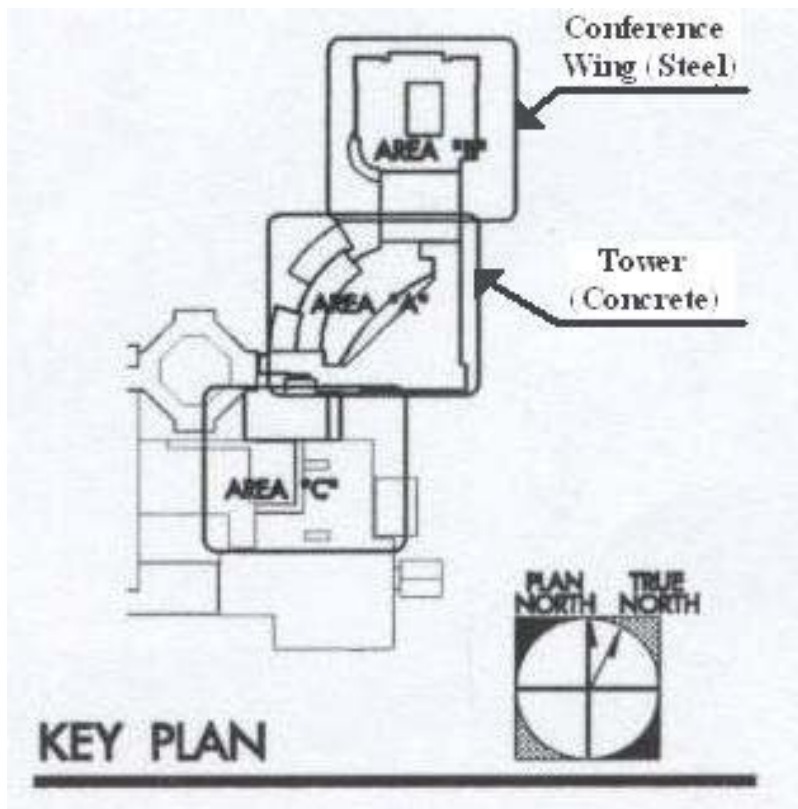 Conference
Wing (Steel)
AREA "B"
Tower
(Concrete)
AREA "A"
AREA "C"
PLAN NORTH
TRUE NORTH
KEY PLAN